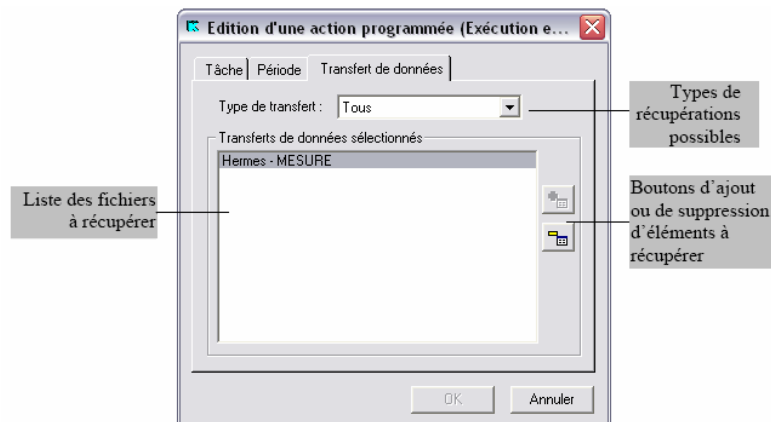 Edition d'une action programmée (Exécution e...
Tâche Période Transfert de données
Type de transfert : Tous
Types de
récupérations
possibles
Transferts de données sélectionnés
Hermes - MESURE
Liste des fichiers
à récupérer
Boutons d'ajout
ou de suppression
d'éléments à
récupérer
OK Annuler